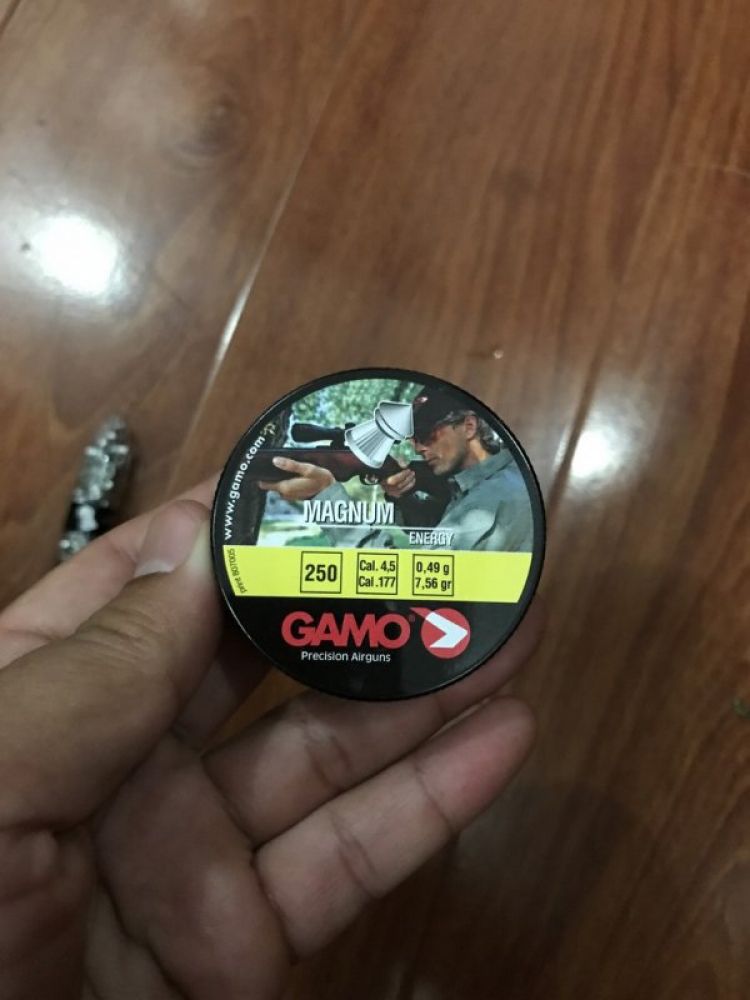 www.gamo.com
MAGNUM
ENERGY
250
Cal. 4,5
Cal .177
0,49 g
7,56 gr
GAMO®
Precision Airguns